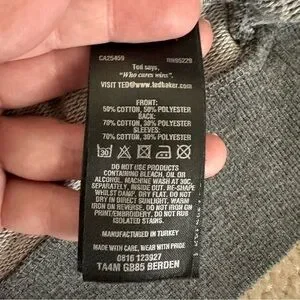 CA25459 RN95229
Ted says,
"Who cares wins".
VISIT TED@www.tedbaker.com
FRONT:
50% COTTON, 50% POLYESTER
BACK:
70% COTTON, 30% POLYESTER
SLEEVES:
70% COTTON, 30% POLYESTER
30
DO NOT USE PRODUCTS
CONTAINING BLEACH, OIL OR
ALCOHOL. MACHINE WASH AT 30C
SEPARATELY, INSIDE OUT. RE-SHAPE
WHILST DAMP. DRY FLAT. DO NOT
DRY IN DIRECT SUNLIGHT. IRON ON
REVERSE. DO NOT IRON ON
PRINT/EMBROIDERY. DO NOT RUB
ISOLATED STAINS.
MANUFACTURED IN TURKEY
MADE WITH CARE, WEAR WITH PRIDE
0816 123927
TA4M GB85 BERDEN